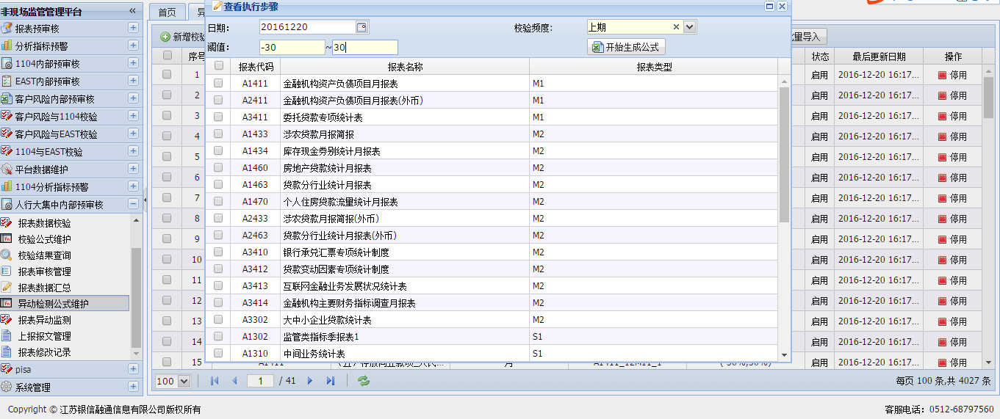 非现场监管管理平台
首页
查看执行步骤
报表预审核
分析指标预警
1104内部预审核
EAST内部预审核
客户风险内部预审核
客户风险与1104校验
客户风险与EAST校验
1104与EAST校验
平台数据维护
1104分析指标预警
人行大集中内部预审核
报表数据校验
校验公式维护
校验结果查询
报表审核管理
报表数据汇总
异动检测公式维护
报表异动监测
上报报文管理
报表修改记录
pisa
系统管理
新增校验
量导入
日期: 20161220 校验频度: 上期
阈值: -30 ~ 30 开始生成公式
序号 状态 最后更新日期 操作
报表代码 报表名称 报表类型
A1411 金融机构资产负债项目月报表 M1
A2411 金融机构资产负债项目月报表(外币) M1
A3411 委托贷款专项统计表 M1
A1433 涉农贷款月报简报 M2
A1434 库存现金券别统计月报表 M2
A1460 房地产贷款统计月报表 M2
A1463 贷款分行业统计月报表 M2
A1470 个人住房贷款流量统计月报表 M2
A2433 涉农贷款月报简报(外币) M2
A2463 贷款分行业统计月报表(外币) M2
A3410 银行承兑汇票专项统计制度 M2
A3412 贷款变动因素专项统计制度 M2
A3413 互联网金融业务发展状况统计表 M2
A3414 金融机构主要财务指标调查月报表 M2
A3302 大中小企业贷款统计表 M2
A1302 监管类指标季报表1 S1
A1310 中间业务统计表 S1
1 启用 2016-12-20 16:17... 停用
2 启用 2016-12-20 16:17... 停用
3 启用 2016-12-20 16:17... 停用
4 启用 2016-12-20 16:17... 停用
5 启用 2016-12-20 16:17... 停用
6 启用 2016-12-20 16:17... 停用
7 启用 2016-12-20 16:17... 停用
8 启用 2016-12-20 16:17... 停用
9 启用 2016-12-20 16:17... 停用
10 启用 2016-12-20 16:17... 停用
11 启用 2016-12-20 16:17... 停用
12 启用 2016-12-20 16:17... 停用
13 启用 2016-12-20 16:17... 停用
14 启用 2016-12-20 16:17... 停用
15 启用 2016-12-20 16:17... 停用
100 1 / 41 每页 100 条,共 4027 条
Copyright © 江苏银信融通信息有限公司版权所有 客服电话：0512-68797560